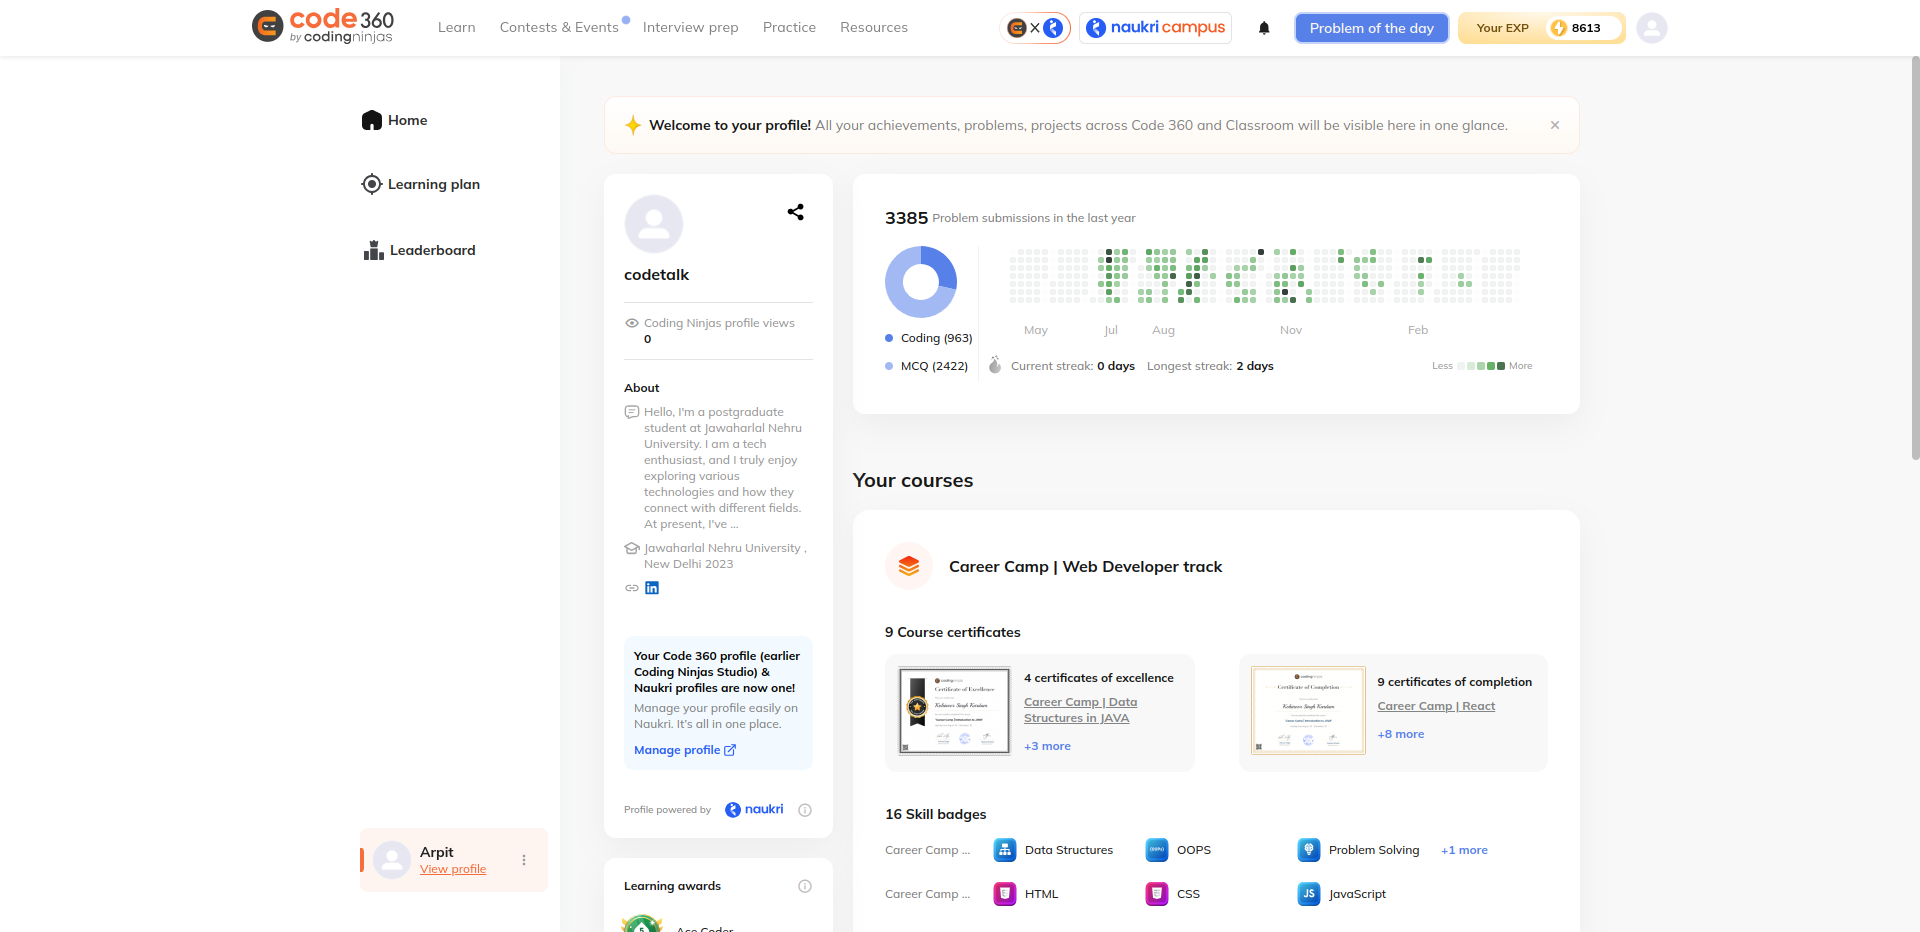 code 360
by codingninjas
Learn
Contests & Events
Interview prep
Practice
Resources
X
naukri campus
Problem of the day
Your EXP
8613
Home
Learning plan
Leaderboard
Arpit
View profile
Welcome to your profile! All your achievements, problems, projects across Code 360 and Classroom will be visible here in one glance.
codetalk
Coding Ninjas profile views
0
About
Hello, I'm a postgraduate
student at Jawaharlal Nehru
University. I am a tech
enthusiast, and I truly enjoy
exploring various
technologies and how they
connect with different fields.
At present, I've ...
Jawaharlal Nehru University ,
New Delhi 2023
in
Your Code 360 profile (earlier
Coding Ninjas Studio) &
Naukri profiles are now one!
Manage your profile easily on
Naukri. It's all in one place.
Manage profile
Profile powered by
naukri
Learning awards
3385 Problem submissions in the last year
Coding (963)
MCQ (2422)
May
Jul
Aug
Nov
Feb
Current streak: 0 days
Longest streak: 2 days
Less
More
Your courses
Career Camp | Web Developer track
9 Course certificates
Certificate of Excellence
4 certificates of excellence
Career Camp | Data
Structures in JAVA
+3 more
Certificate of Completion
9 certificates of completion
Career Camp | React
+8 more
16 Skill badges
Career Camp ...
Data Structures
OOPS
Problem Solving
+1 more
Career Camp ...
HTML
CSS
JS
JavaScript